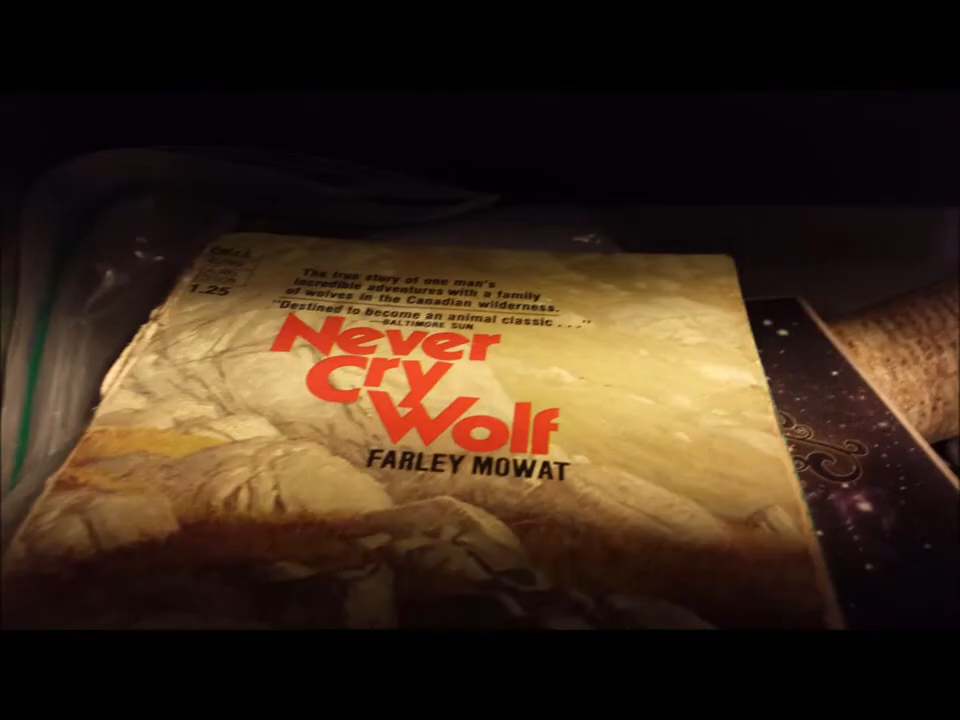 DELL
1.25
The true story of one man's
incredible adventures with a family
of wolves in the Canadian wilderness.
"Destined to become an animal classic . . ."
—BALTIMORE SUN
Never
Cry
Wolf
FARLEY MOWAT